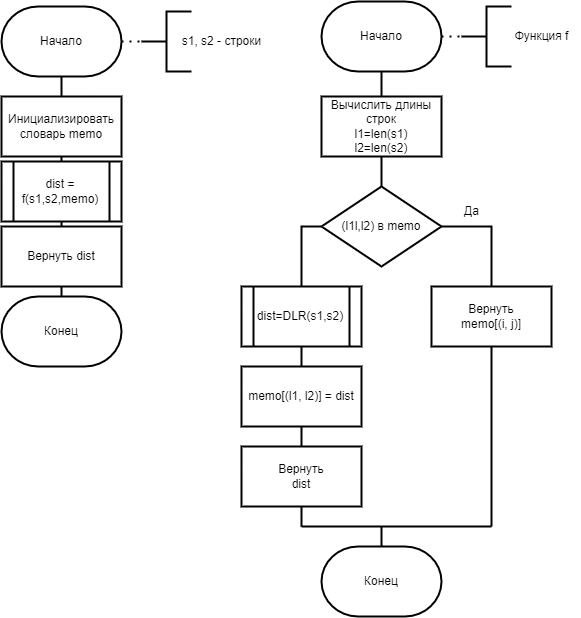 Начало
s1, s2 - строки
Инициализировать
словарь memo
dist =
f(s1,s2,memo)
Вернуть dist
Конец
Начало
Функция f
Вычислить длины
строк
l1=len(s1)
l2=len(s2)
(l1l,l2) в memo
Да
dist=DLR(s1,s2)
Вернуть
memo[(i, j)]
memo[(l1, l2)] = dist
Вернуть
dist
Конец